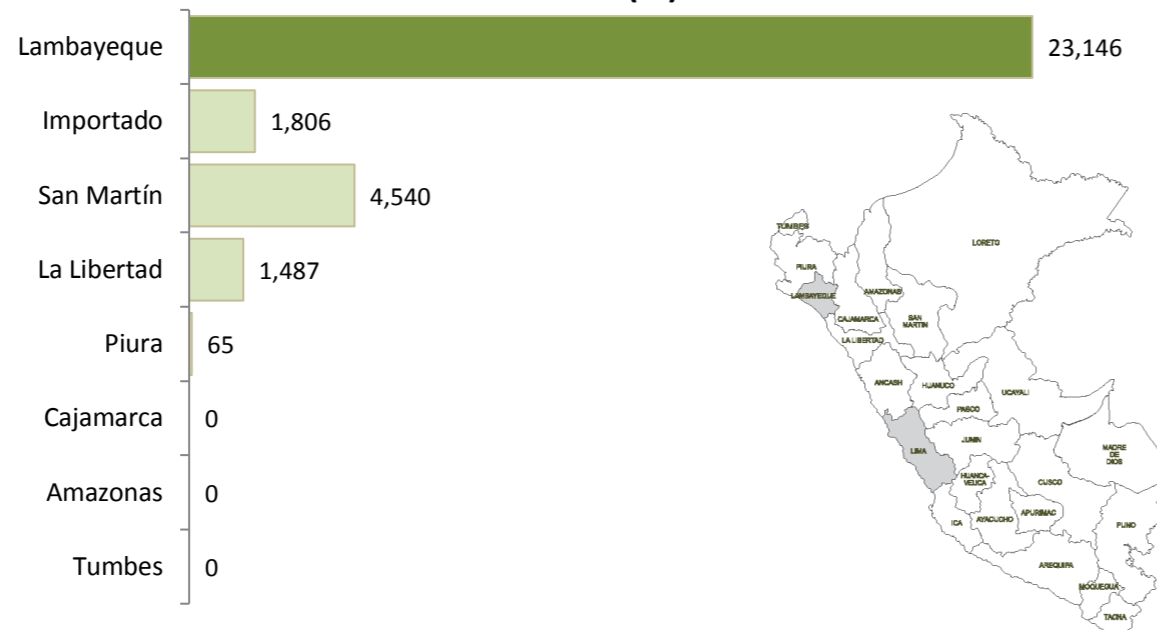 Lambayeque 23,146
Importado 1,806
San Martín 4,540
La Libertad 1,487
Piura 65
Cajamarca 0
Amazonas 0
Tumbes 0
TUMBES
LORETO
PIURA
LAMBAYEQUE
AMAZONAS
CAJAMARCA
SAN
MARTIN
LA LIBERTAD
ANCASH
HUANUCO
UCAYALI
PASCO
LIMA
JUNIN
MADRE
DE
DIOS
HUANCA-
VELICA
CUSCO
ICA
AYACUCHO
APURIMAC
PUNO
AREQUIPA
MOQUEGUA
TACNA